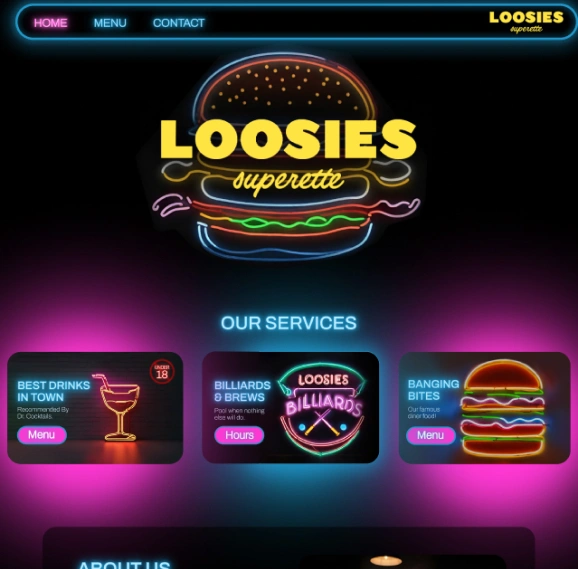 HOME MENU CONTACT
LOOSIES
superette
LOOSIES
superette
OUR SERVICES
BEST DRINKS
IN TOWN
Recommended By
Dr. Cocktails.
Menu
UNDER
18
BILLIARDS
& BREWS
Pool when nothing
else will do.
Hours
LOOSIES
BILLIARDS
BANGING
BITES
Our famous
diner food!
Menu
ABOUT US